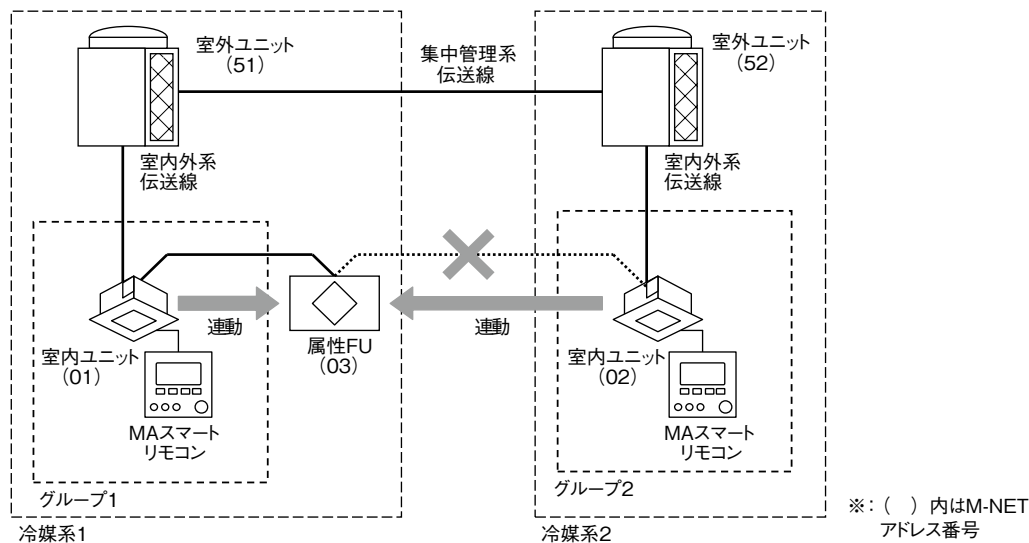 室外ユニット
（51）
集中管理系
伝送線
室外ユニット
（52）
室内外系
伝送線
室内外系
伝送線
連動
連動
属性FU
（03）
室内ユニット
（01）
室内ユニット
（02）
MAスマート
リモコン
MAスマート
リモコン
グループ1
グループ2
冷媒系1
冷媒系2
※：（　）内はM-NET
アドレス番号